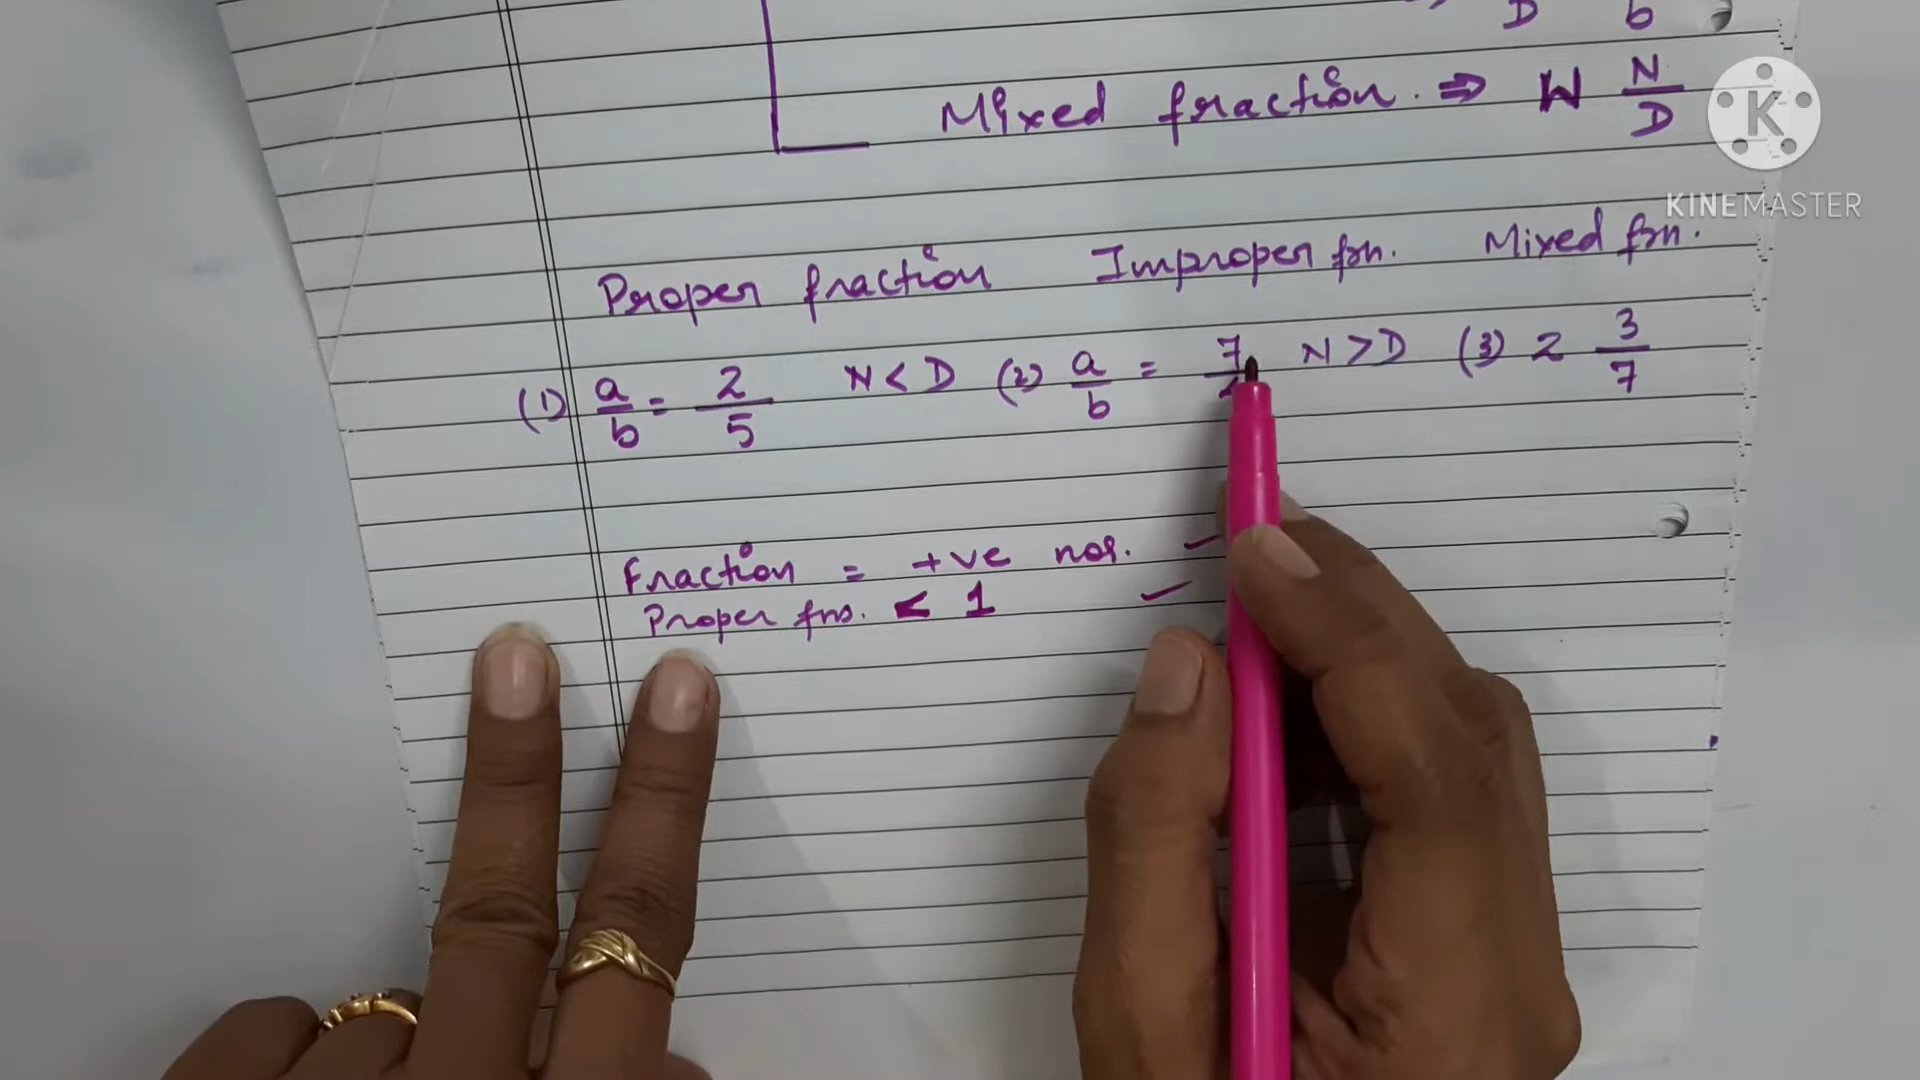 D b
Mixed fraction. ⇒ W N/D
K
KINEMASTER
Proper fraction Improper frn. Mixed frn.
(1) a/b = 2/5 N < D (2) a/b = 7/ N > D (3) 2 3/7
Fraction = +ve nos.
Proper frns. < 1